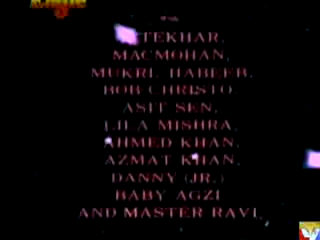 TEKHAR,
MACMOHAN,
MUKRI, HABEEB,
BOB CHRISTO
ASIT SEN,
LILA MISHRA,
AHMED KHAN,
AZMAT KHAN,
DANNY (JR.)
BABY AGZI
AND MASTER RAVI,